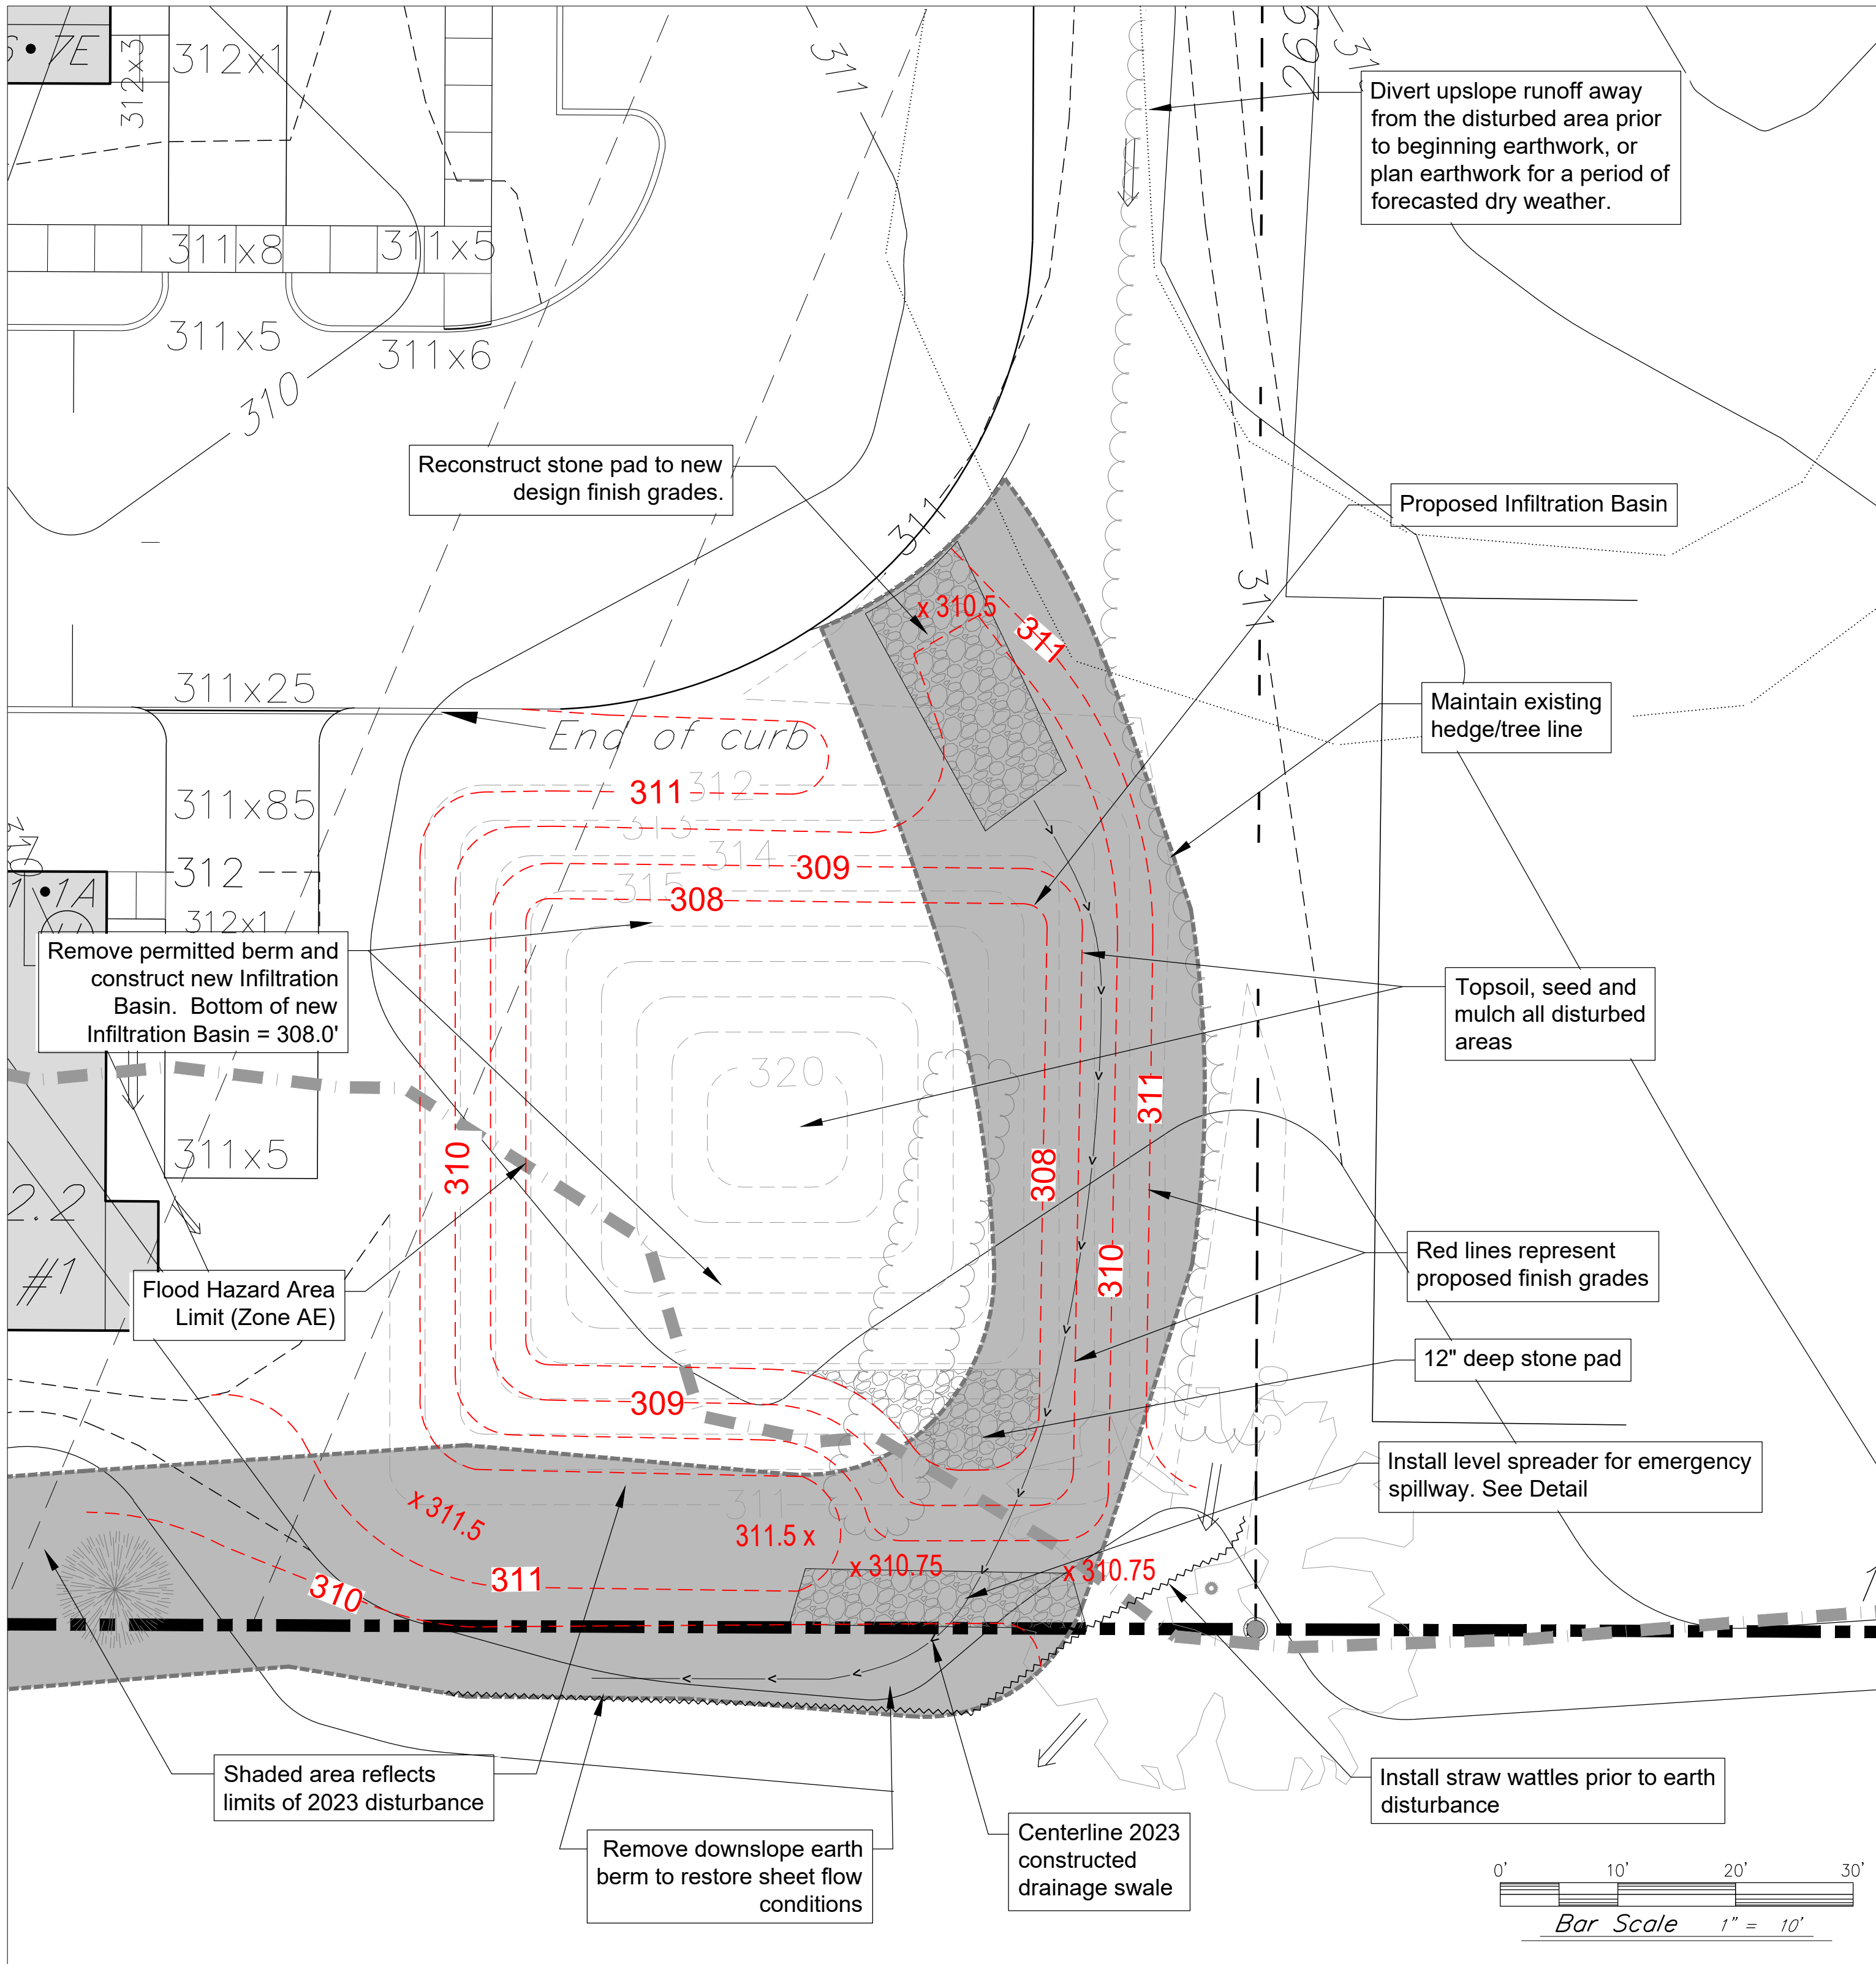 6 • 7E
312x3
312x1
311
269
31
Divert upslope runoff away
from the disturbed area prior
to beginning earthwork, or
plan earthwork for a period of
forecasted dry weather.
311x8
311x5
311x5
311x6
310
Reconstruct stone pad to new
design finish grades.
311
Proposed Infiltration Basin
x 310.5
311
311
311x25
End of curb
Maintain existing
hedge/tree line
311
312
311x85
313
314
309
312
315
308
1A
312x1
Remove permitted berm and
construct new Infiltration
Basin. Bottom of new
Infiltration Basin = 308.0'
Topsoil, seed and
mulch all disturbed
areas
320
311
311x5
310
308
2.2
#1
Flood Hazard Area
Limit (Zone AE)
310
Red lines represent
proposed finish grades
12" deep stone pad
309
310
Install level spreader for emergency
spillway. See Detail
x 311.5
311
311.5 x
x 310.75
x 310.75
311
310
Shaded area reflects
limits of 2023 disturbance
Install straw wattles prior to earth
disturbance
Remove downslope earth
berm to restore sheet flow
conditions
Centerline 2023
constructed
drainage swale
0' 10' 20' 30'
Bar Scale 1" = 10'